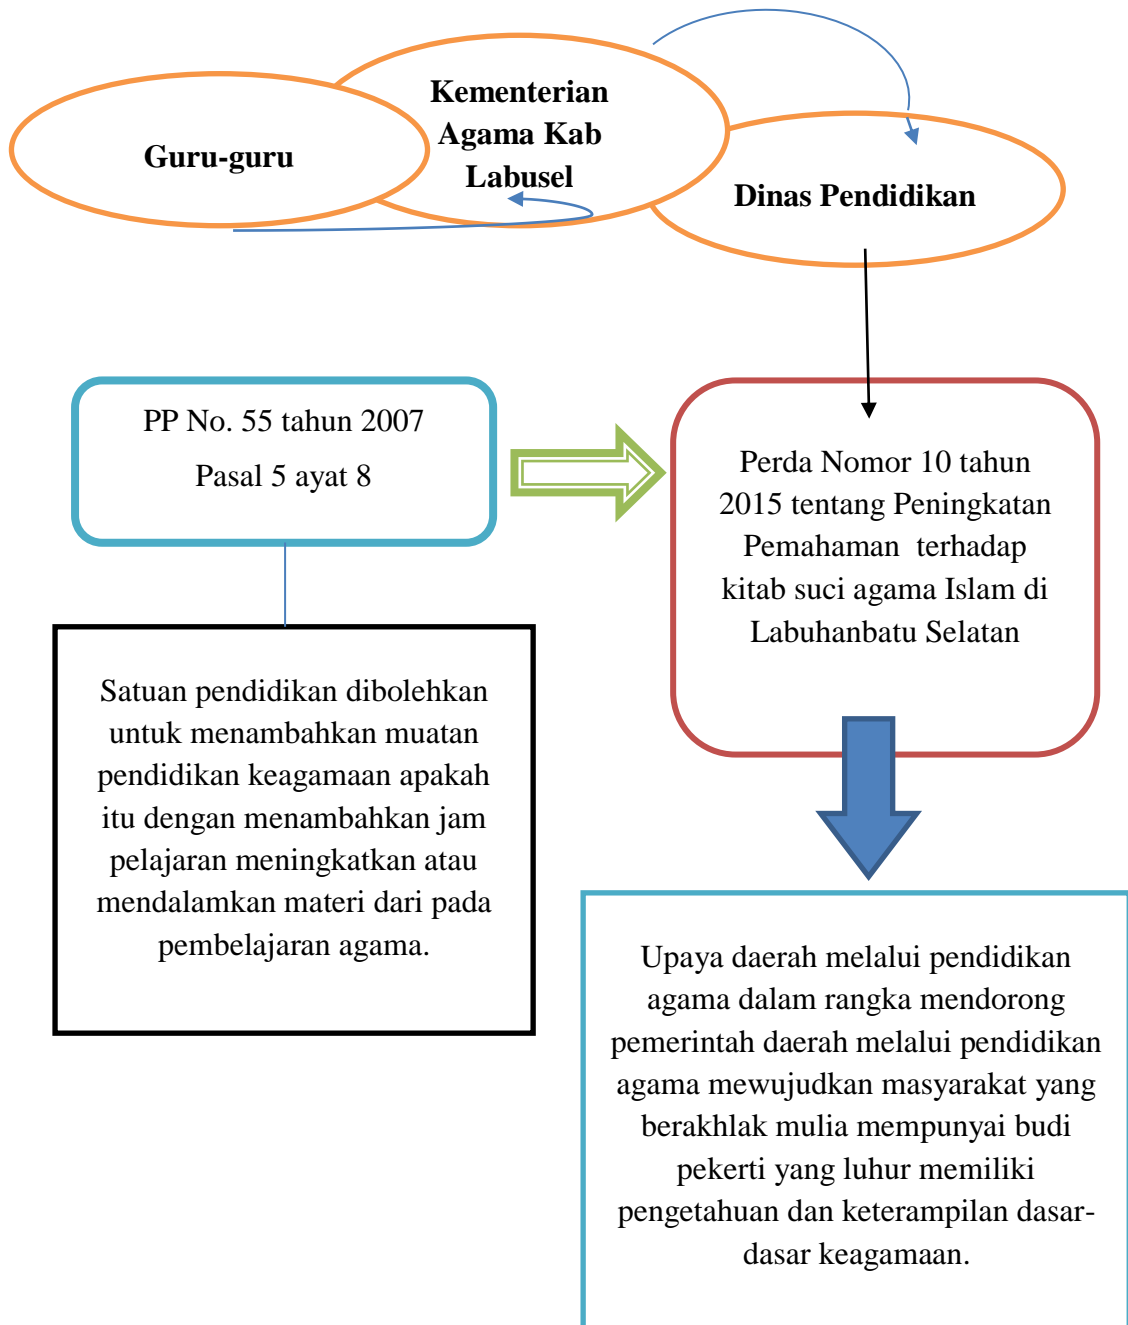 Guru-guru
Kementerian
Agama Kab
Labusel
Dinas Pendidikan
PP No. 55 tahun 2007
Pasal 5 ayat 8
Perda Nomor 10 tahun
2015 tentang Peningkatan
Pemahaman terhadap
kitab suci agama Islam di
Labuhanbatu Selatan
Satuan pendidikan dibolehkan
untuk menambahkan muatan
pendidikan keagamaan apakah
itu dengan menambahkan jam
pelajaran meningkatkan atau
mendalamkan materi dari pada
pembelajaran agama.
Upaya daerah melalui pendidikan
agama dalam rangka mendorong
pemerintah daerah melalui pendidikan
agama mewujudkan masyarakat yang
berakhlak mulia mempunyai budi
pekerti yang luhur memiliki
pengetahuan dan keterampilan dasar-
dasar keagamaan.